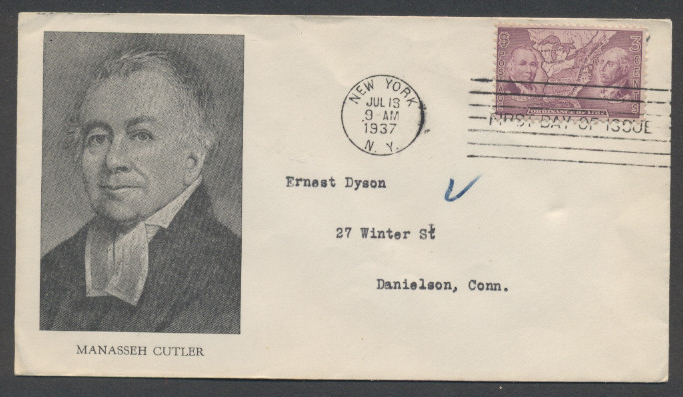 NEW YORK
JUL 13
9-AM
1937
N. Y.
FIRST DAY OF ISSUE
Ernest Dyson
27 Winter St
Danielson, Conn.
MANASSEH CUTLER